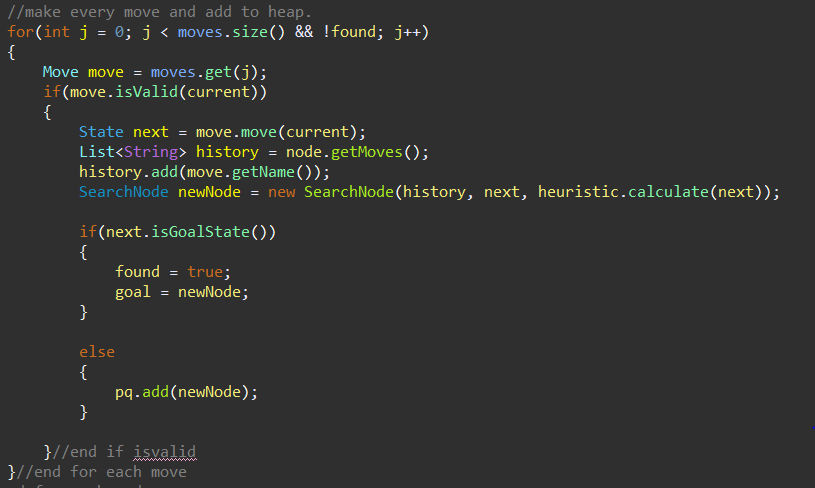 //make every move and add to heap.
for(int j = 0; j < moves.size() && !found; j++)
{
    Move move = moves.get(j);
    if(move.isValid(current))
    {
        State next = move.move(current);
        List<String> history = node.getMoves();
        history.add(move.getName());
        SearchNode newNode = new SearchNode(history, next, heuristic.calculate(next));

        if(next.isGoalState())
        {
            found = true;
            goal = newNode;
        }

        else
        {
            pq.add(newNode);
        }

    }//end if isvalid
}//end for each move